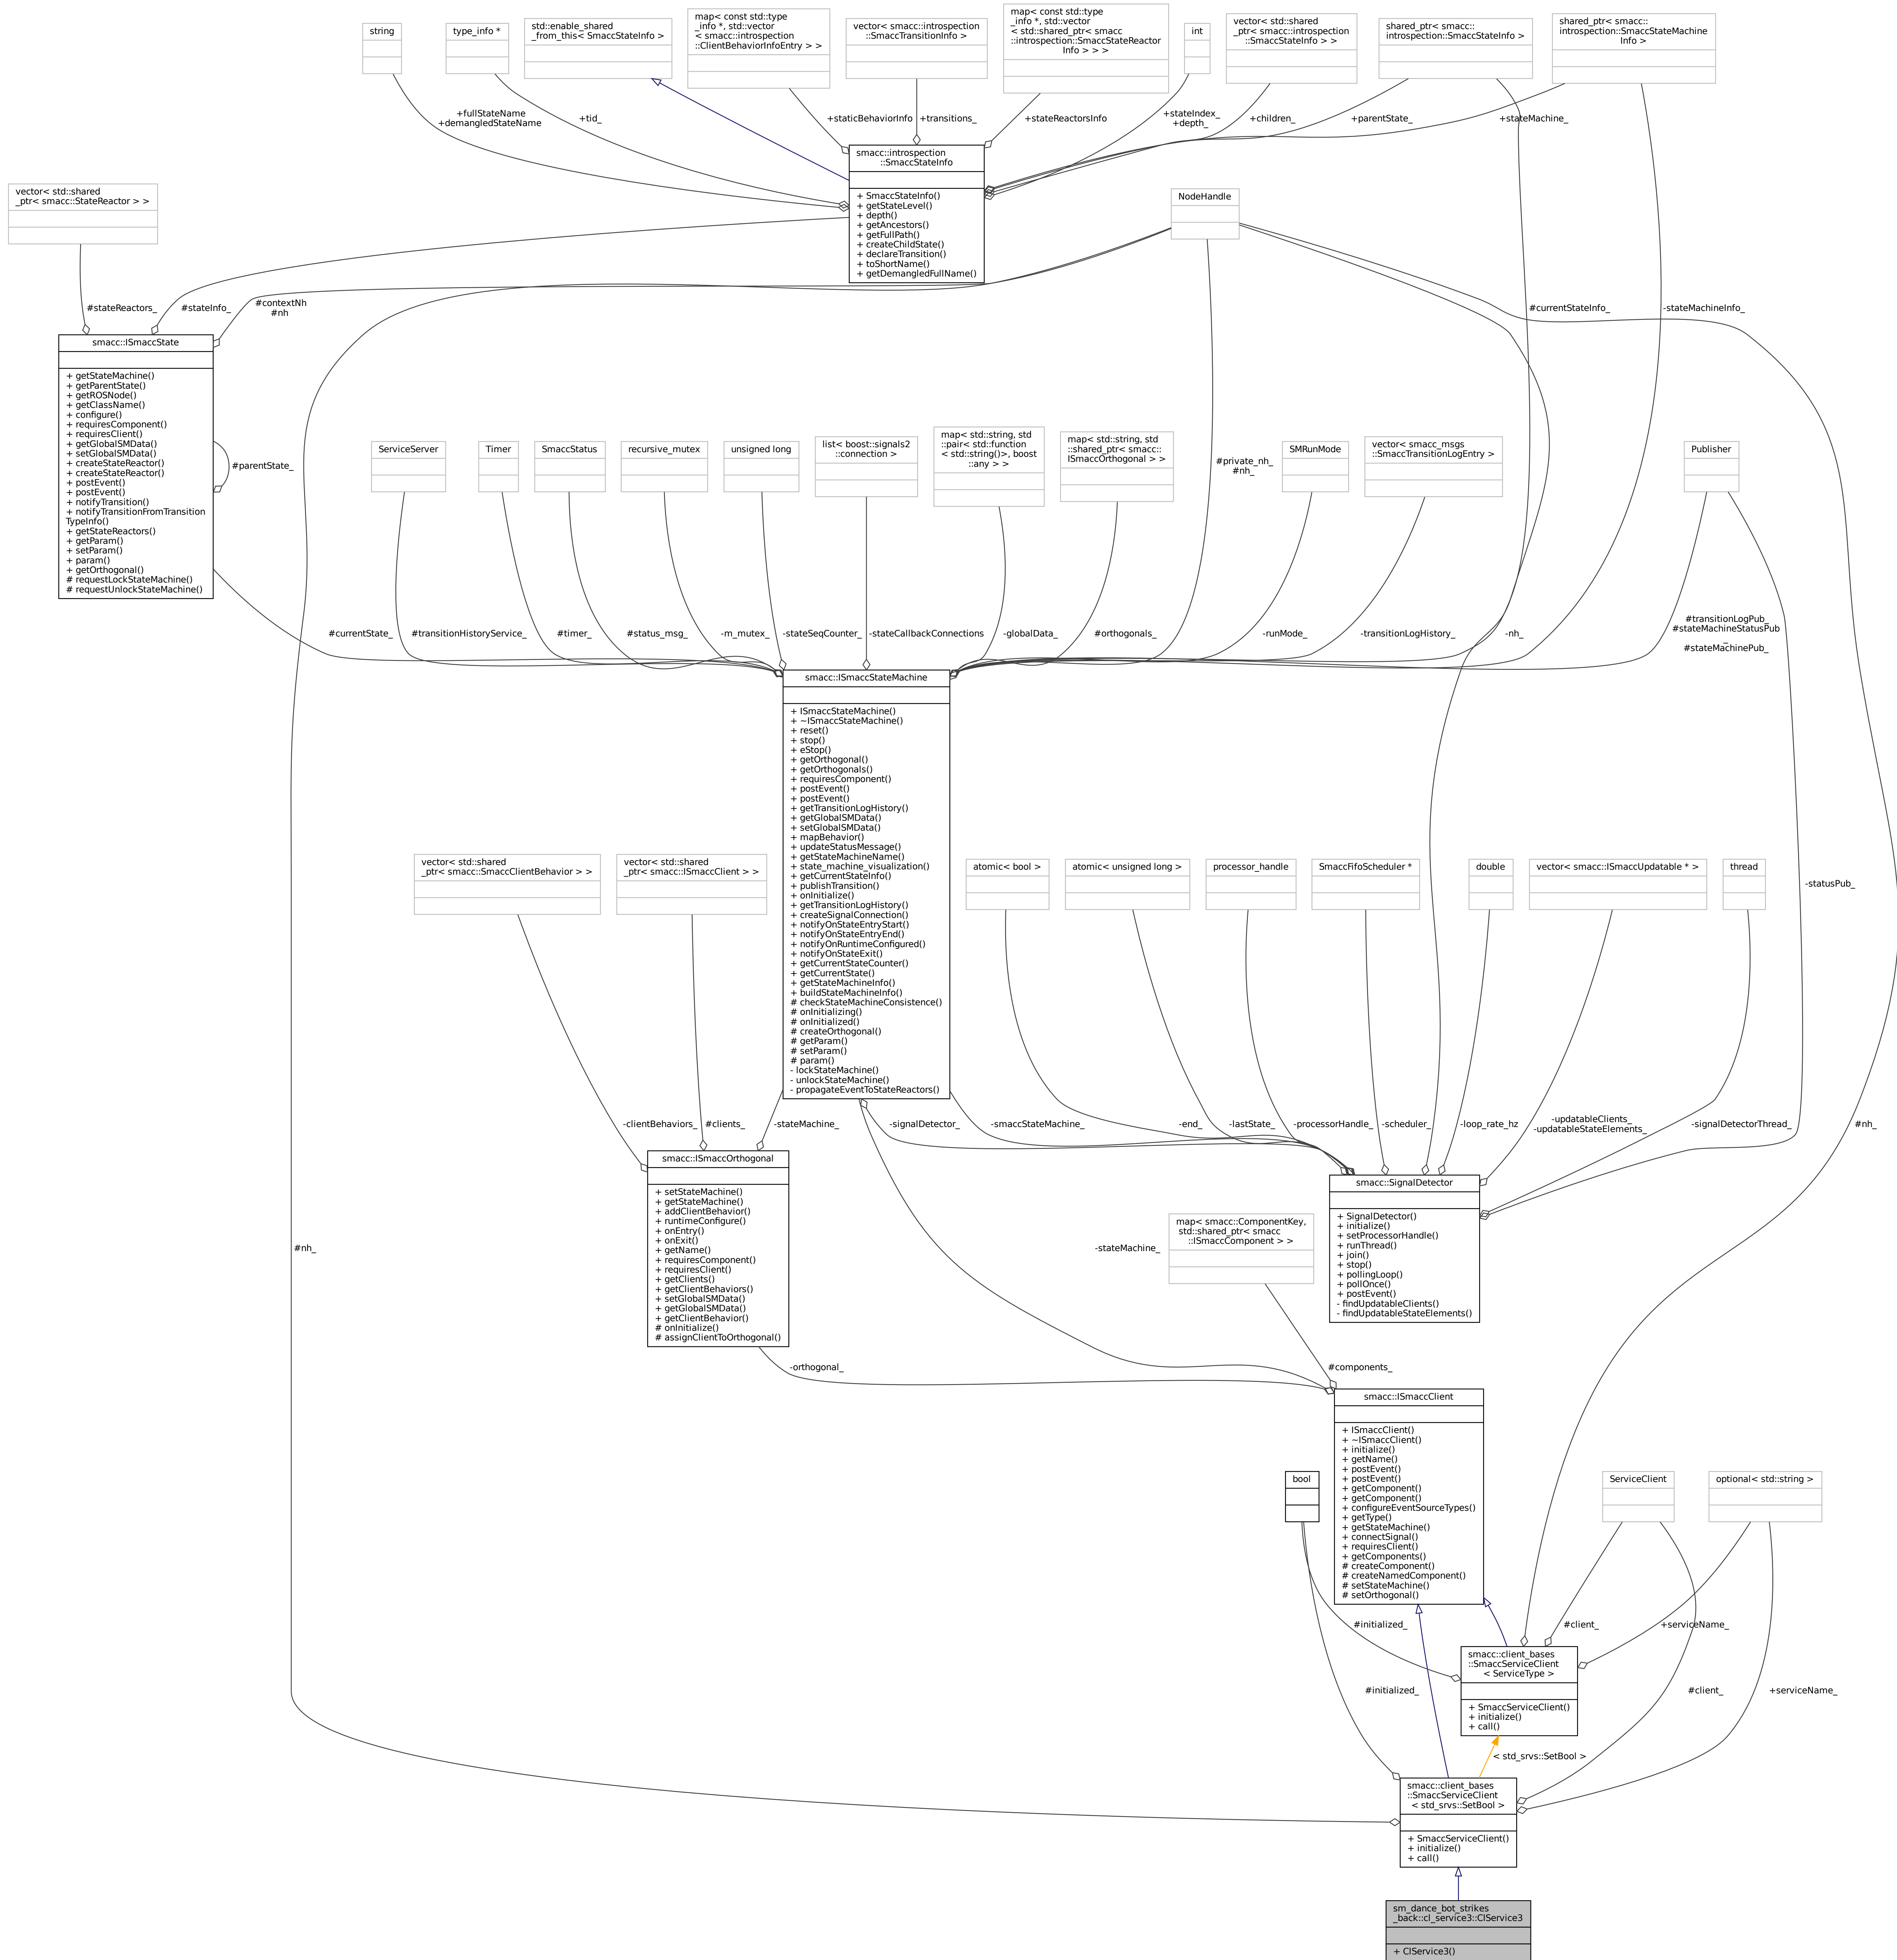 string
type_info *
std::enable_shared
_from_this< SmaccStateInfo >
map< const std::type
_info *, std::vector
< smacc::introspection
::ClientBehaviorInfoEntry > >
vector< smacc::introspection
::SmaccTransitionInfo >
map< const std::type
_info *, std::vector
< std::shared_ptr< smacc
::introspection::SmaccStateReactor
Info > > >
int
vector< std::shared
_ptr< smacc::introspection
::SmaccStateInfo > >
shared_ptr< smacc::
introspection::SmaccStateInfo >
shared_ptr< smacc::
introspection::SmaccStateMachine
Info >
+fullStateName
+demangledStateName
+tid_
+staticBehaviorInfo
+transitions_
+stateReactorsInfo
+stateIndex_
+depth_
+children_
+parentState_
+stateMachine_
smacc::introspection
::SmaccStateInfo
+ SmaccStateInfo()
+ getStateLevel()
+ depth()
+ getAncestors()
+ getFullPath()
+ createChildState()
+ declareTransition()
+ toShortName()
+ getDemangledFullName()
vector< std::shared
_ptr< smacc::StateReactor > >
NodeHandle
#stateReactors_
#stateInfo_
#contextNh
#nh
#currentStateInfo_
-stateMachineInfo_
smacc::ISmaccState
+ getStateMachine()
+ getParentState()
+ getROSNode()
+ getClassName()
+ configure()
+ requiresComponent()
+ requiresClient()
+ getGlobalSMData()
+ setGlobalSMData()
+ createStateReactor()
+ createStateReactor()
+ postEvent()
+ postEvent()
+ notifyTransition()
+ notifyTransitionFromTransition
TypeInfo()
+ getStateReactors()
+ getParam()
+ setParam()
+ param()
+ getOrthogonal()
# requestLockStateMachine()
# requestUnlockStateMachine()
#parentState_
ServiceServer
Timer
SmaccStatus
recursive_mutex
unsigned long
list< boost::signals2
::connection >
map< std::string, std
::pair< std::function
< std::string()>, boost
::any > >
map< std::string, std
::shared_ptr< smacc::
ISmaccOrthogonal > >
#private_nh_
#nh_
SMRunMode
vector< smacc_msgs
::SmaccTransitionLogEntry >
Publisher
#currentState_
#transitionHistoryService_
#timer_
#status_msg_
-m_mutex_
-stateSeqCounter_
-stateCallbackConnections
-globalData_
#orthogonals_
-runMode_
-transitionLogHistory_
-nh_
#transitionLogPub_
#stateMachineStatusPub
_
#stateMachinePub_
smacc::ISmaccStateMachine
+ ISmaccStateMachine()
+ ~ISmaccStateMachine()
+ reset()
+ stop()
+ eStop()
+ getOrthogonal()
+ getOrthogonals()
+ requiresComponent()
+ postEvent()
+ postEvent()
+ getTransitionLogHistory()
+ getGlobalSMData()
+ setGlobalSMData()
+ mapBehavior()
+ updateStatusMessage()
+ getStateMachineName()
+ state_machine_visualization()
+ getCurrentStateInfo()
+ publishTransition()
+ onInitialize()
+ getTransitionLogHistory()
+ createSignalConnection()
+ notifyOnStateEntryStart()
+ notifyOnStateEntryEnd()
+ notifyOnRuntimeConfigured()
+ notifyOnStateExit()
+ getCurrentStateCounter()
+ getCurrentState()
+ getStateMachineInfo()
+ buildStateMachineInfo()
# checkStateMachineConsistence()
# onInitializing()
# onInitialized()
# createOrthogonal()
# getParam()
# setParam()
# param()
- lockStateMachine()
- unlockStateMachine()
- propagateEventToStateReactors()
vector< std::shared
_ptr< smacc::SmaccClientBehavior > >
vector< std::shared
_ptr< smacc::ISmaccClient > >
atomic< bool >
atomic< unsigned long >
processor_handle
SmaccFifoScheduler *
double
vector< smacc::ISmaccUpdatable * >
thread
-statusPub_
-clientBehaviors_
#clients_
-stateMachine_
-signalDetector_
-smaccStateMachine_
-end_
-lastState_
-processorHandle_
-scheduler_
-loop_rate_hz
-updatableClients_
-updatableStateElements_
-signalDetectorThread_
#nh_
smacc::ISmaccOrthogonal
+ setStateMachine()
+ getStateMachine()
+ addClientBehavior()
+ runtimeConfigure()
+ onEntry()
+ onExit()
+ getName()
+ requiresComponent()
+ requiresClient()
+ getClients()
+ getClientBehaviors()
+ setGlobalSMData()
+ getGlobalSMData()
+ getClientBehavior()
# onInitialize()
# assignClientToOrthogonal()
smacc::SignalDetector
+ SignalDetector()
+ initialize()
+ setProcessorHandle()
+ runThread()
+ join()
+ stop()
+ pollingLoop()
+ pollOnce()
+ postEvent()
- findUpdatableClients()
- findUpdatableStateElements()
map< smacc::ComponentKey,
std::shared_ptr< smacc
::ISmaccComponent > >
#nh_
-stateMachine_
-orthogonal_
#components_
smacc::ISmaccClient
+ ISmaccClient()
+ ~ISmaccClient()
+ initialize()
+ getName()
+ postEvent()
+ postEvent()
+ getComponent()
+ getComponent()
+ configureEventSourceTypes()
+ getType()
+ getStateMachine()
+ connectSignal()
+ requiresClient()
+ getComponents()
# createComponent()
# createNamedComponent()
# setStateMachine()
# setOrthogonal()
bool
ServiceClient
optional< std::string >
#initialized_
#client_
+serviceName_
smacc::client_bases
::SmaccServiceClient
< ServiceType >
+ SmaccServiceClient()
+ initialize()
+ call()
#initialized_
#client_
+serviceName_
< std_srvs::SetBool >
smacc::client_bases
::SmaccServiceClient
< std_srvs::SetBool >
+ SmaccServiceClient()
+ initialize()
+ call()
sm_dance_bot_strikes
_back::cl_service3::ClService3
+ ClService3()